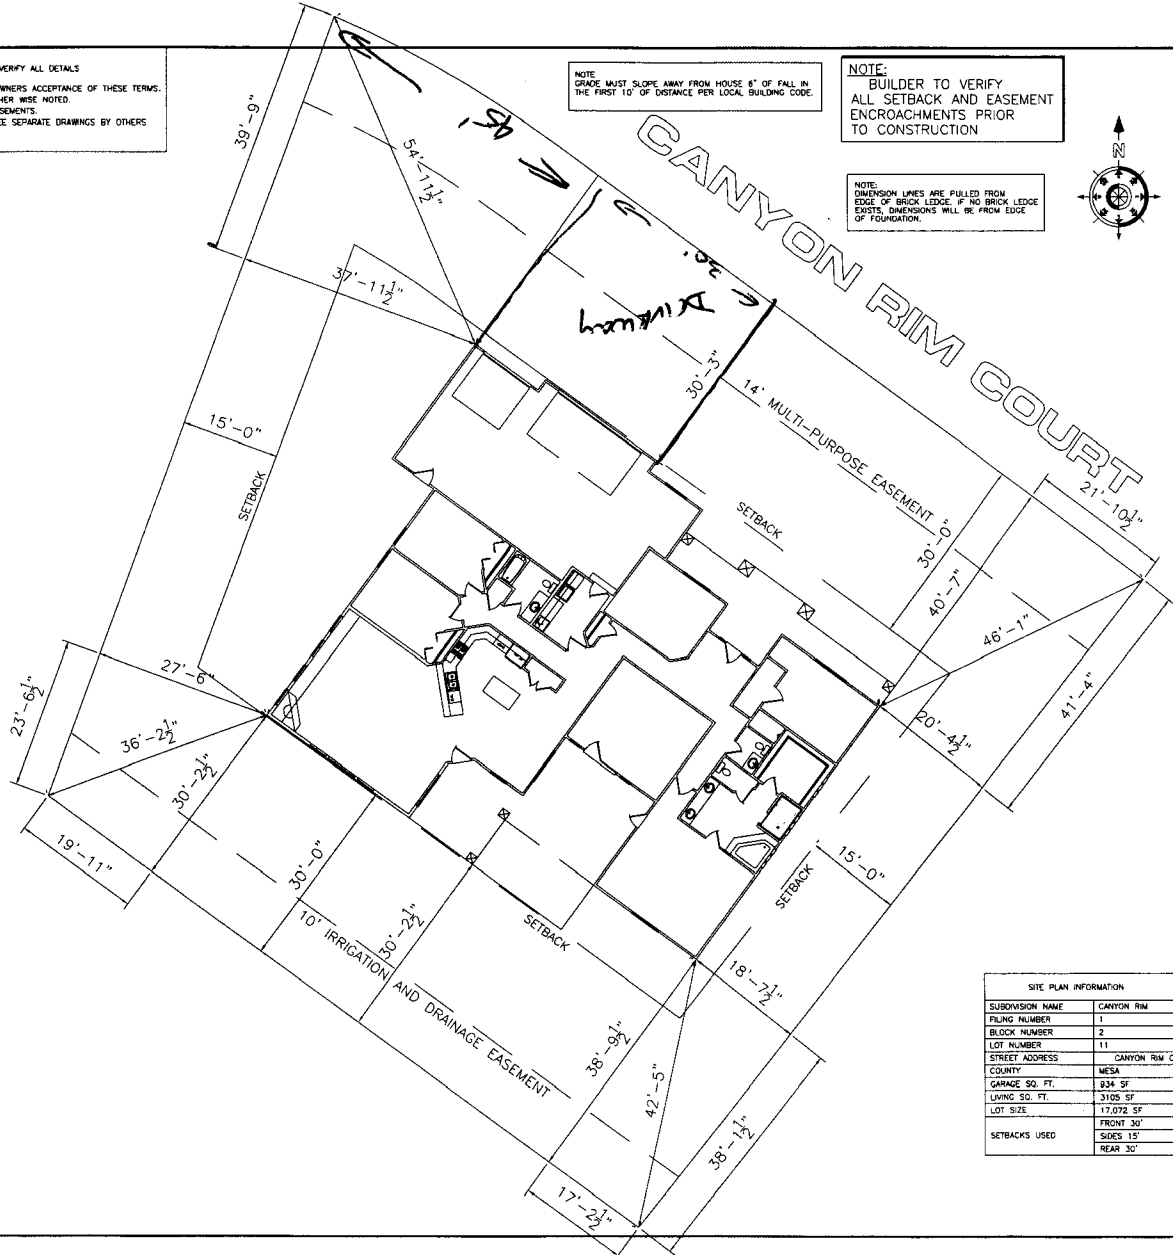 VERIFY ALL DETAILS
WNERS ACCEPTANCE OF THESE TERMS.
HER WISE NOTED.
SEMENTS.
EE SEPARATE DRAWINGS BY OTHERS
NOTE
GRADE MUST SLOPE AWAY FROM HOUSE 6" OF FALL IN
THE FIRST 10' OF DISTANCE PER LOCAL BUILDING CODE.
NOTE:
BUILDER TO VERIFY
ALL SETBACK AND EASEMENT
ENCROACHMENTS PRIOR
TO CONSTRUCTION
NOTE:
DIMENSION LINES ARE PULLED FROM
EDGE OF BRICK LEDGE. IF NO BRICK LEDGE
EXISTS, DIMENSIONS WILL BE FROM EDGE
OF FOUNDATION.
N
CANYON RIM COURT
39'-9"
54'-11½"
45'
37'-11½"
30'
Driveway
30'-3"
14' MULTI-PURPOSE EASEMENT
15'-0"
SETBACK
SETBACK
30'-0"
21'-10½"
40'-7"
46'-1"
41'-4"
20'-4½"
27'-6"
23'-6½"
36'-2½"
30'-2½"
19'-11"
30'-0"
10' IRRIGATION AND DRAINAGE EASEMENT
30'-2½"
SETBACK
15'-0"
SETBACK
18'-7½"
38'-9½"
42'-5"
38'-1½"
17'-2½"
SITE PLAN INFORMATION
SUBDIVISION NAME CANYON RIM
FILING NUMBER 1
BLOCK NUMBER 2
LOT NUMBER 11
STREET ADDRESS CANYON RIM C
COUNTY MESA
GARAGE SQ. FT. 934 SF
LIVING SQ. FT. 3105 SF
LOT SIZE 17,072 SF
SETBACKS USED FRONT 30'
SIDES 15'
REAR 30'